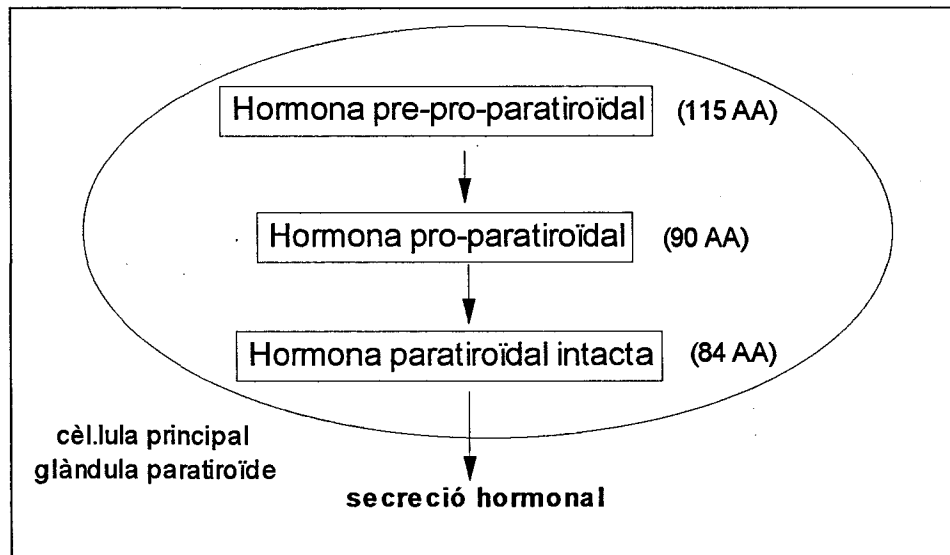 Hormona pre-pro-paratiroïdal (115 AA)
Hormona pro-paratiroïdal (90 AA)
Hormona paratiroïdal intacta (84 AA)
cèl.lula principal
glàndula paratiroïde
secreció hormonal